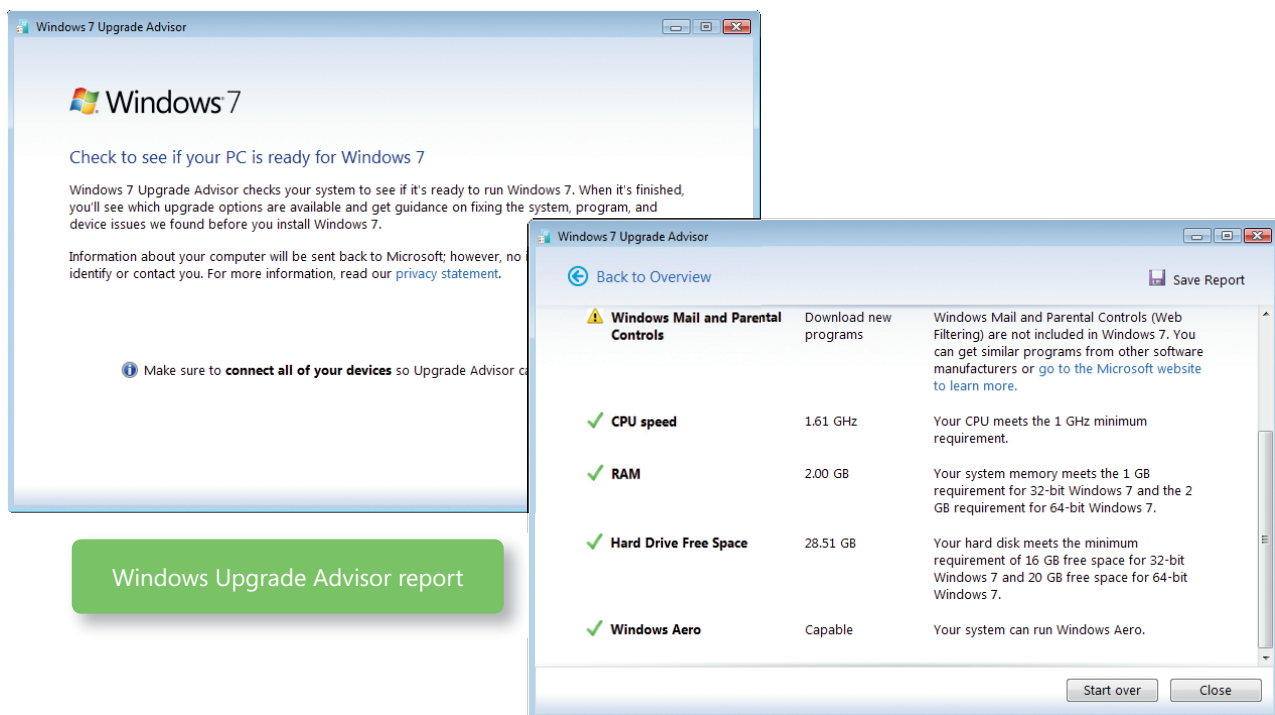 Windows 7 Upgrade Advisor
Windows 7
Check to see if your PC is ready for Windows 7
Windows 7 Upgrade Advisor checks your system to see if it's ready to run Windows 7. When it's finished,
you'll see which upgrade options are available and get guidance on fixing the system, program, and
device issues we found before you install Windows 7.
Information about your computer will be sent back to Microsoft; however, no
identify or contact you. For more information, read our privacy statement.
Make sure to connect all of your devices so Upgrade Advisor
Windows Upgrade Advisor report
Windows 7 Upgrade Advisor
Back to Overview
Save Report
Windows Mail and Parental
Controls
Download new
programs
Windows Mail and Parental Controls (Web
Filtering) are not included in Windows 7. You
can get similar programs from other software
manufacturers or go to the Microsoft website
to learn more.
CPU speed
1.61 GHz
Your CPU meets the 1 GHz minimum
requirement.
RAM
2.00 GB
Your system memory meets the 1 GB
requirement for 32-bit Windows 7 and the 2
GB requirement for 64-bit Windows 7.
Hard Drive Free Space
28.51 GB
Your hard disk meets the minimum
requirement of 16 GB free space for 32-bit
Windows 7 and 20 GB free space for 64-bit
Windows 7.
Windows Aero
Capable
Your system can run Windows Aero.
Start over
Close